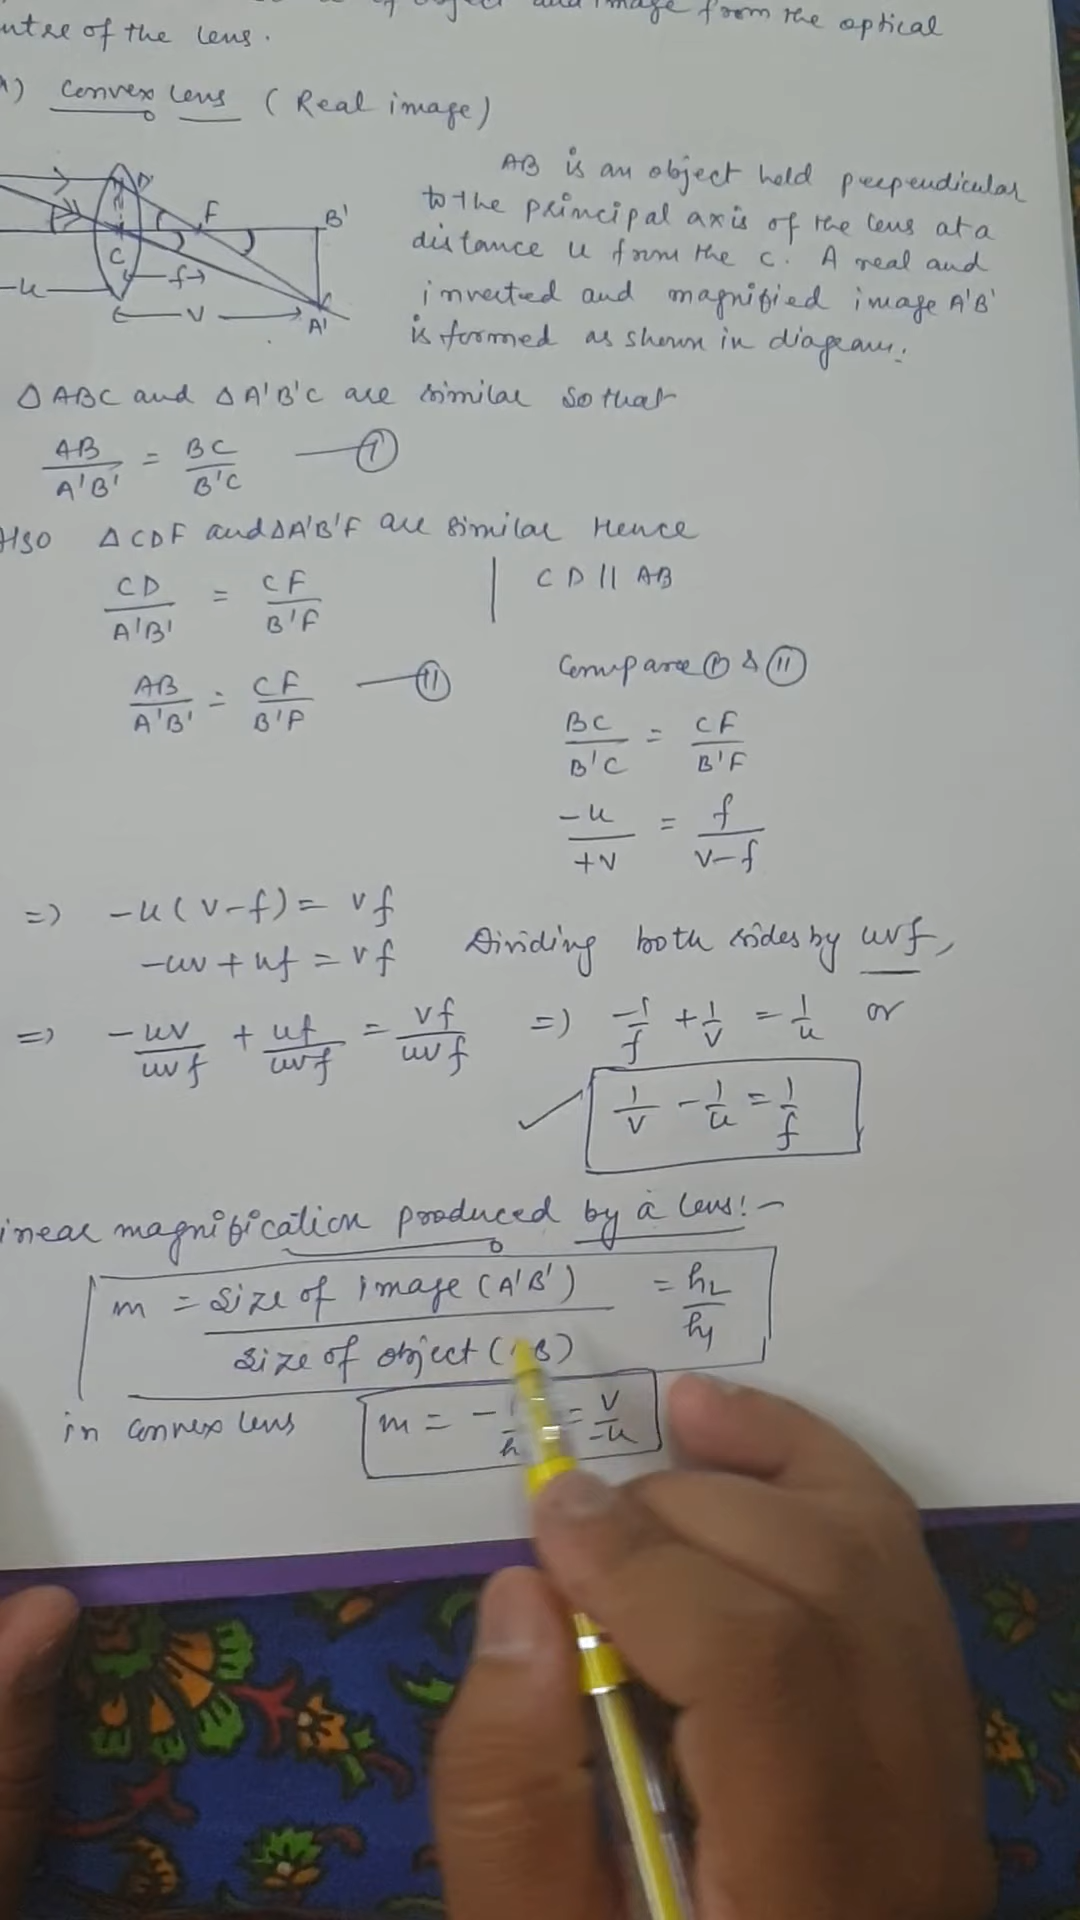 of object and image from the optical
of the lens.
Convex lens (Real image)
D
F
B'
C
f
-u
V
A'
AB is an object held perpendicular
to the principal axis of the lens at a
distance u from the C. A real and
inverted and magnified image A'B'
is formed as shown in diagram.
Δ ABC and Δ A'B'C are similar so that
AB/A'B' = BC/B'C — (I)
Also Δ CDF and Δ A'B'F are similar Hence
CD/A'B' = CF/B'F | CD || AB
AB/A'B' = CF/B'F — (II)
Compare (I) & (II)
BC/B'C = CF/B'F
-u/+v = f/v-f
=> -u(v-f) = vf
-uv + uf = vf Dividing both sides by uvf,
=> -uv/uvf + uf/uvf = vf/uvf => -1/f + 1/v = 1/u or
1/v - 1/u = 1/f
magnification produced by a lens:-
m = Size of image (A'B')/Size of object ( B) = h2/h1
in convex lens m = - = v/-u